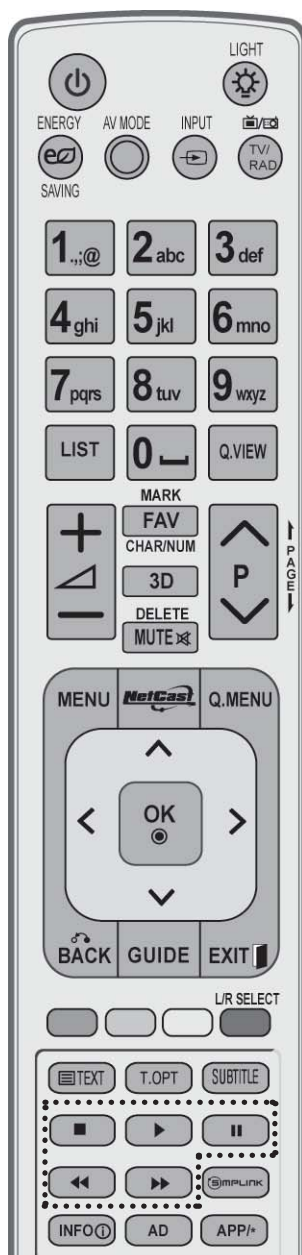 LIGHT
ENERGY AV MODE INPUT
TV/
RAD
SAVING
1.,;@ 2abc 3def
4ghi 5jkl 6mno
7pqrs 8tuv 9wxyz
LIST 0 Q.VIEW
MARK
FAV
CHAR/NUM
3D
DELETE
MUTE
P
PAGE
MENU NetCast Q.MENU
OK
BACK GUIDE EXIT
L/R SELECT
TEXT T.OPT SUBTITLE
SIMPLINK
INFO i AD APP/*